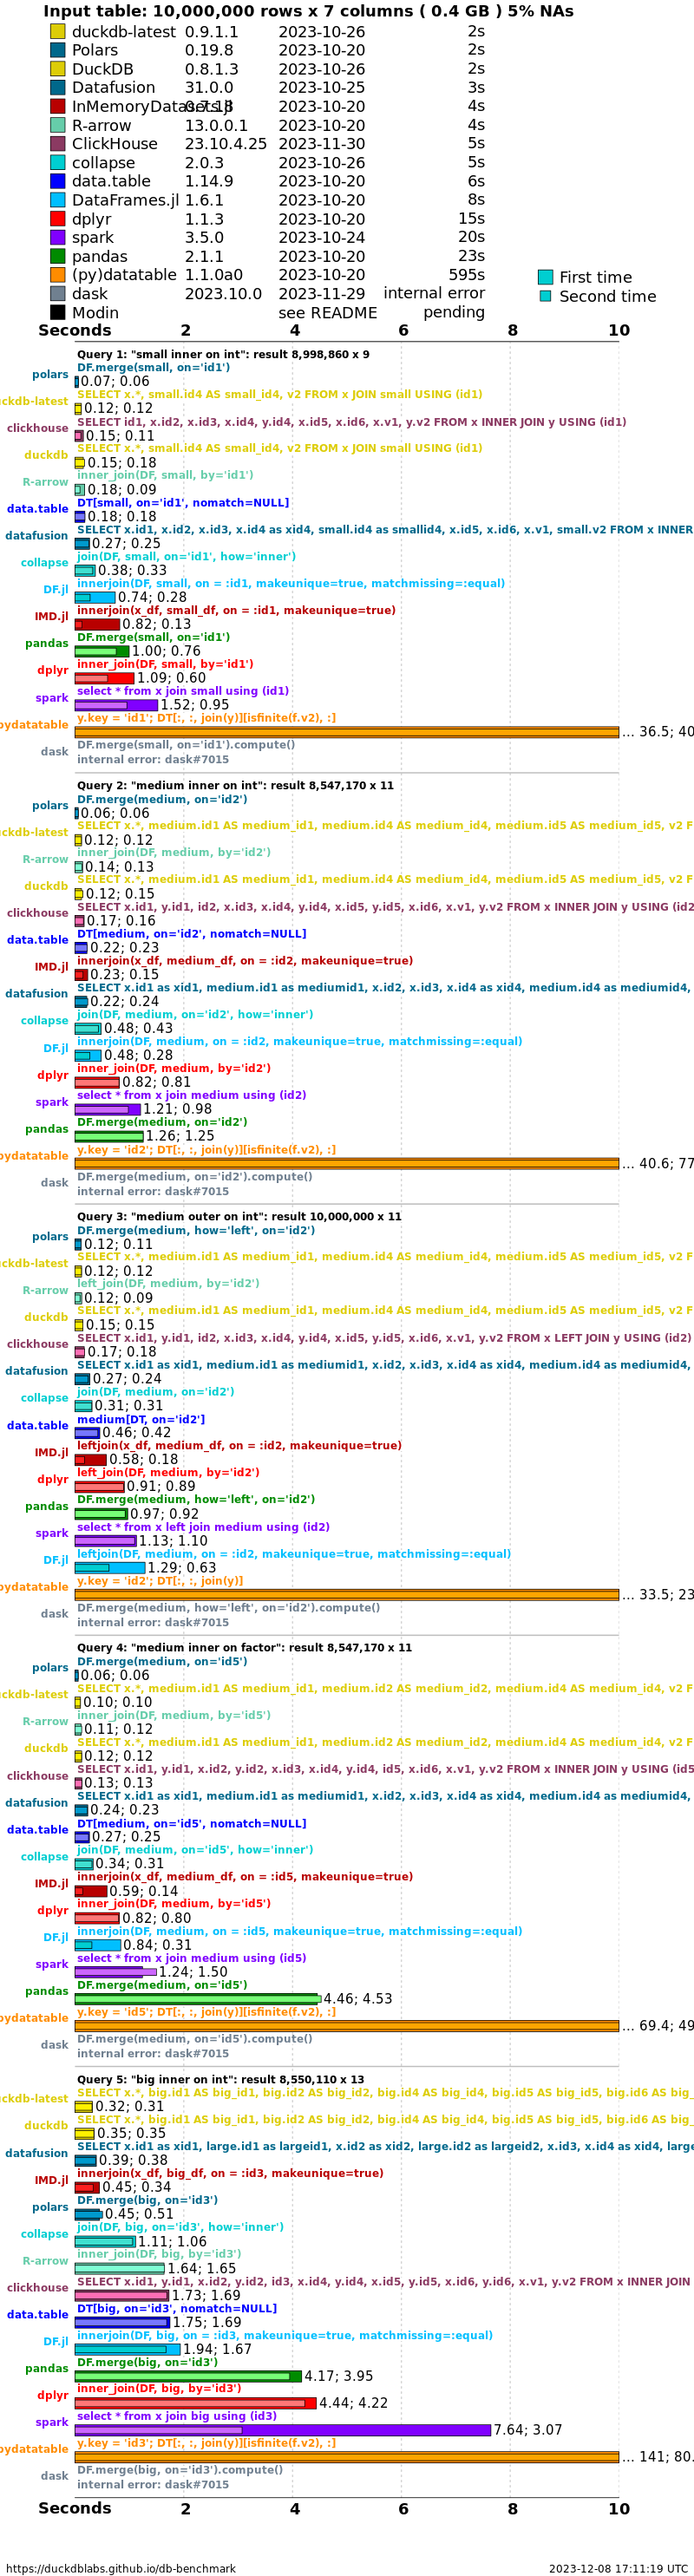 Input table: 10,000,000 rows x 7 columns ( 0.4 GB ) 5% NAs
duckdb-latest 0.9.1.1 2023-10-26 2s
Polars 0.19.8 2023-10-20 2s
DuckDB 0.8.1.3 2023-10-26 2s
Datafusion 31.0.0 2023-10-25 3s
InMemoryDatasets.jl 0.7.18 2023-10-20 4s
R-arrow 13.0.0.1 2023-10-20 4s
ClickHouse 23.10.4.25 2023-11-30 5s
collapse 2.0.3 2023-10-26 5s
data.table 1.14.9 2023-10-20 6s
DataFrames.jl 1.6.1 2023-10-20 8s
dplyr 1.1.3 2023-10-20 15s
spark 3.5.0 2023-10-24 20s
pandas 2.1.1 2023-10-20 23s
(py)datatable 1.1.0a0 2023-10-20 595s
dask 2023.10.0 2023-11-29 internal error
Modin see README pending
First time
Second time
Seconds 2 4 6 8 10
Query 1: "small inner on int": result 8,998,860 x 9
DF.merge(small, on='id1')
polars 0.07; 0.06
SELECT x.*, small.id4 AS small_id4, v2 FROM x JOIN small USING (id1)
uckdb-latest 0.12; 0.12
SELECT id1, x.id2, x.id3, x.id4, y.id4, x.id5, x.id6, x.v1, y.v2 FROM x INNER JOIN y USING (id1)
clickhouse 0.15; 0.11
SELECT x.*, small.id4 AS small_id4, v2 FROM x JOIN small USING (id1)
duckdb 0.15; 0.18
inner_join(DF, small, by='id1')
R-arrow 0.18; 0.09
DT[small, on='id1', nomatch=NULL]
data.table 0.18; 0.18
SELECT x.id1, x.id2, x.id3, x.id4 as xid4, small.id4 as smallid4, x.id5, x.id6, x.v1, small.v2 FROM x INNER
datafusion 0.27; 0.25
join(DF, small, on='id1', how='inner')
collapse 0.38; 0.33
innerjoin(DF, small, on = :id1, makeunique=true, matchmissing=:equal)
DF.jl 0.74; 0.28
innerjoin(x_df, small_df, on = :id1, makeunique=true)
IMD.jl 0.82; 0.13
DF.merge(small, on='id1')
pandas 1.00; 0.76
inner_join(DF, small, by='id1')
dplyr 1.09; 0.60
select * from x join small using (id1)
spark 1.52; 0.95
y.key = 'id1'; DT[:, :, join(y)][isfinite(f.v2), :]
pydatatable ... 36.5; 40
DF.merge(small, on='id1').compute()
dask internal error: dask#7015
Query 2: "medium inner on int": result 8,547,170 x 11
DF.merge(medium, on='id2')
polars 0.06; 0.06
SELECT x.*, medium.id1 AS medium_id1, medium.id4 AS medium_id4, medium.id5 AS medium_id5, v2 F
uckdb-latest 0.12; 0.12
inner_join(DF, medium, by='id2')
R-arrow 0.14; 0.13
SELECT x.*, medium.id1 AS medium_id1, medium.id4 AS medium_id4, medium.id5 AS medium_id5, v2 F
duckdb 0.12; 0.15
SELECT x.id1, y.id1, id2, x.id3, x.id4, y.id4, x.id5, y.id5, x.id6, x.v1, y.v2 FROM x INNER JOIN y USING (id2
clickhouse 0.17; 0.16
DT[medium, on='id2', nomatch=NULL]
data.table 0.22; 0.23
innerjoin(x_df, medium_df, on = :id2, makeunique=true)
IMD.jl 0.23; 0.15
SELECT x.id1 as xid1, medium.id1 as mediumid1, x.id2, x.id3, x.id4 as xid4, medium.id4 as mediumid4,
datafusion 0.22; 0.24
join(DF, medium, on='id2', how='inner')
collapse 0.48; 0.43
innerjoin(DF, medium, on = :id2, makeunique=true, matchmissing=:equal)
DF.jl 0.48; 0.28
inner_join(DF, medium, by='id2')
dplyr 0.82; 0.81
select * from x join medium using (id2)
spark 1.21; 0.98
DF.merge(medium, on='id2')
pandas 1.26; 1.25
y.key = 'id2'; DT[:, :, join(y)][isfinite(f.v2), :]
pydatatable ... 40.6; 77
DF.merge(medium, on='id2').compute()
dask internal error: dask#7015
Query 3: "medium outer on int": result 10,000,000 x 11
DF.merge(medium, how='left', on='id2')
polars 0.12; 0.11
SELECT x.*, medium.id1 AS medium_id1, medium.id4 AS medium_id4, medium.id5 AS medium_id5, v2 F
uckdb-latest 0.12; 0.12
left_join(DF, medium, by='id2')
R-arrow 0.12; 0.09
SELECT x.*, medium.id1 AS medium_id1, medium.id4 AS medium_id4, medium.id5 AS medium_id5, v2 F
duckdb 0.15; 0.15
SELECT x.id1, y.id1, id2, x.id3, x.id4, y.id4, x.id5, y.id5, x.id6, x.v1, y.v2 FROM x LEFT JOIN y USING (id2)
clickhouse 0.17; 0.18
SELECT x.id1 as xid1, medium.id1 as mediumid1, x.id2, x.id3, x.id4 as xid4, medium.id4 as mediumid4,
datafusion 0.27; 0.24
join(DF, medium, on='id2')
collapse 0.31; 0.31
medium[DT, on='id2']
data.table 0.46; 0.42
leftjoin(x_df, medium_df, on = :id2, makeunique=true)
IMD.jl 0.58; 0.18
left_join(DF, medium, by='id2')
dplyr 0.91; 0.89
DF.merge(medium, how='left', on='id2')
pandas 0.97; 0.92
select * from x left join medium using (id2)
spark 1.13; 1.10
leftjoin(DF, medium, on = :id2, makeunique=true, matchmissing=:equal)
DF.jl 1.29; 0.63
y.key = 'id2'; DT[:, :, join(y)]
pydatatable ... 33.5; 23
DF.merge(medium, how='left', on='id2').compute()
dask internal error: dask#7015
Query 4: "medium inner on factor": result 8,547,170 x 11
DF.merge(medium, on='id5')
polars 0.06; 0.06
SELECT x.*, medium.id1 AS medium_id1, medium.id2 AS medium_id2, medium.id4 AS medium_id4, v2 F
uckdb-latest 0.10; 0.10
inner_join(DF, medium, by='id5')
R-arrow 0.11; 0.12
SELECT x.*, medium.id1 AS medium_id1, medium.id2 AS medium_id2, medium.id4 AS medium_id4, v2 F
duckdb 0.12; 0.12
SELECT x.id1, y.id1, x.id2, y.id2, x.id3, x.id4, y.id4, id5, x.id6, x.v1, y.v2 FROM x INNER JOIN y USING (id5
clickhouse 0.13; 0.13
SELECT x.id1 as xid1, medium.id1 as mediumid1, x.id2, x.id3, x.id4 as xid4, medium.id4 as mediumid4,
datafusion 0.24; 0.23
DT[medium, on='id5', nomatch=NULL]
data.table 0.27; 0.25
join(DF, medium, on='id5', how='inner')
collapse 0.34; 0.31
innerjoin(x_df, medium_df, on = :id5, makeunique=true)
IMD.jl 0.59; 0.14
inner_join(DF, medium, by='id5')
dplyr 0.82; 0.80
innerjoin(DF, medium, on = :id5, makeunique=true, matchmissing=:equal)
DF.jl 0.84; 0.31
select * from x join medium using (id5)
spark 1.24; 1.50
DF.merge(medium, on='id5')
pandas 4.46; 4.53
y.key = 'id5'; DT[:, :, join(y)][isfinite(f.v2), :]
pydatatable ... 69.4; 49
DF.merge(medium, on='id5').compute()
dask internal error: dask#7015
Query 5: "big inner on int": result 8,550,110 x 13
SELECT x.*, big.id1 AS big_id1, big.id2 AS big_id2, big.id4 AS big_id4, big.id5 AS big_id5, big.id6 AS big_
uckdb-latest 0.32; 0.31
SELECT x.*, big.id1 AS big_id1, big.id2 AS big_id2, big.id4 AS big_id4, big.id5 AS big_id5, big.id6 AS big_
duckdb 0.35; 0.35
SELECT x.id1 as xid1, large.id1 as largeid1, x.id2 as xid2, large.id2 as largeid2, x.id3, x.id4 as xid4, large
datafusion 0.39; 0.38
innerjoin(x_df, big_df, on = :id3, makeunique=true)
IMD.jl 0.45; 0.34
DF.merge(big, on='id3')
polars 0.45; 0.51
join(DF, big, on='id3', how='inner')
collapse 1.11; 1.06
inner_join(DF, big, by='id3')
R-arrow 1.64; 1.65
SELECT x.id1, y.id1, x.id2, y.id2, id3, x.id4, y.id4, x.id5, y.id5, x.id6, y.id6, x.v1, y.v2 FROM x INNER JOIN
clickhouse 1.73; 1.69
DT[big, on='id3', nomatch=NULL]
data.table 1.75; 1.69
innerjoin(DF, big, on = :id3, makeunique=true, matchmissing=:equal)
DF.jl 1.94; 1.67
DF.merge(big, on='id3')
pandas 4.17; 3.95
inner_join(DF, big, by='id3')
dplyr 4.44; 4.22
select * from x join big using (id3)
spark 7.64; 3.07
y.key = 'id3'; DT[:, :, join(y)][isfinite(f.v2), :]
pydatatable ... 141; 80.
DF.merge(big, on='id3').compute()
dask internal error: dask#7015
Seconds 2 4 6 8 10
https://duckdblabs.github.io/db-benchmark 2023-12-08 17:11:19 UTC